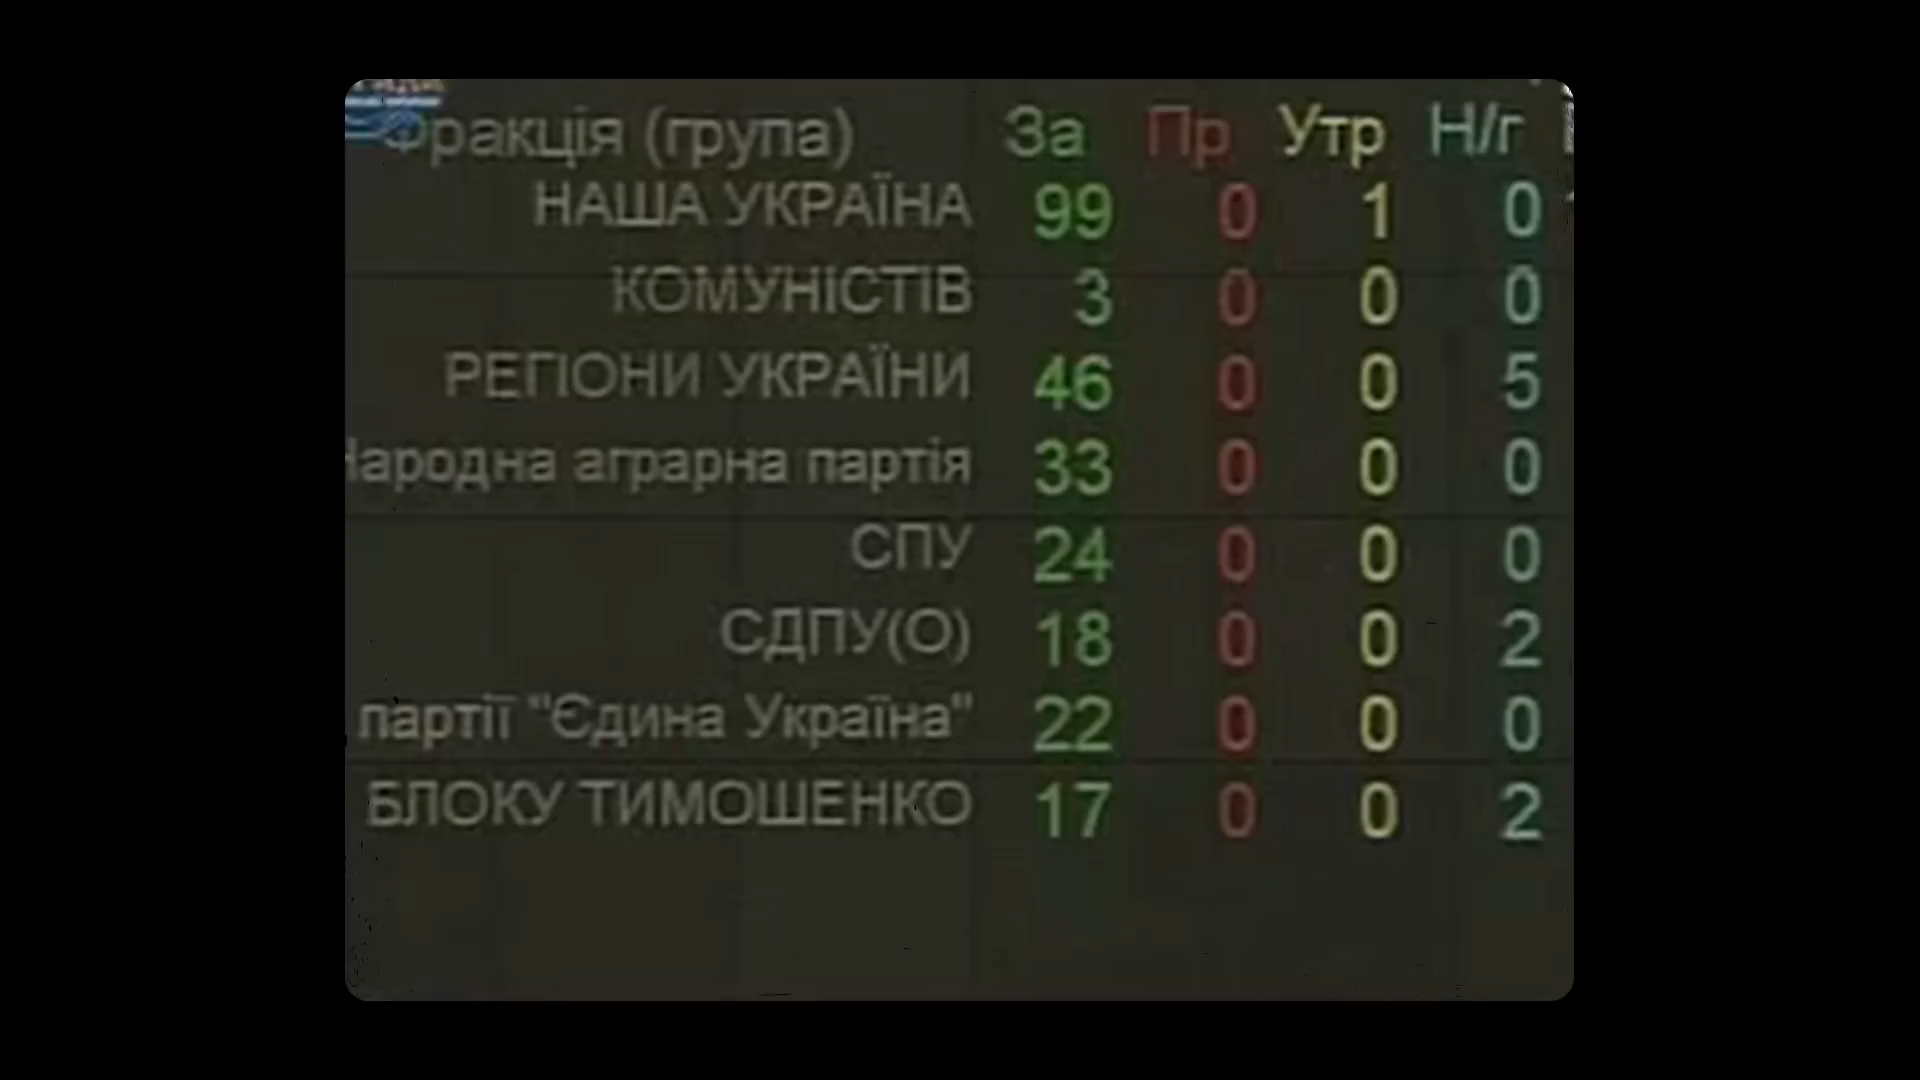 Фракція (група) За Пр Утр Н/г
НАША УКРАЇНА 99 0 1 0
КОМУНІСТІВ 3 0 0 0
РЕГІОНИ УКРАЇНИ 46 0 0 5
Народна аграрна партія 33 0 0 0
СПУ 24 0 0 0
СДПУ(О) 18 0 0 2
партії "Єдина Україна" 22 0 0 0
БЛОКУ ТИМОШЕНКО 17 0 0 2